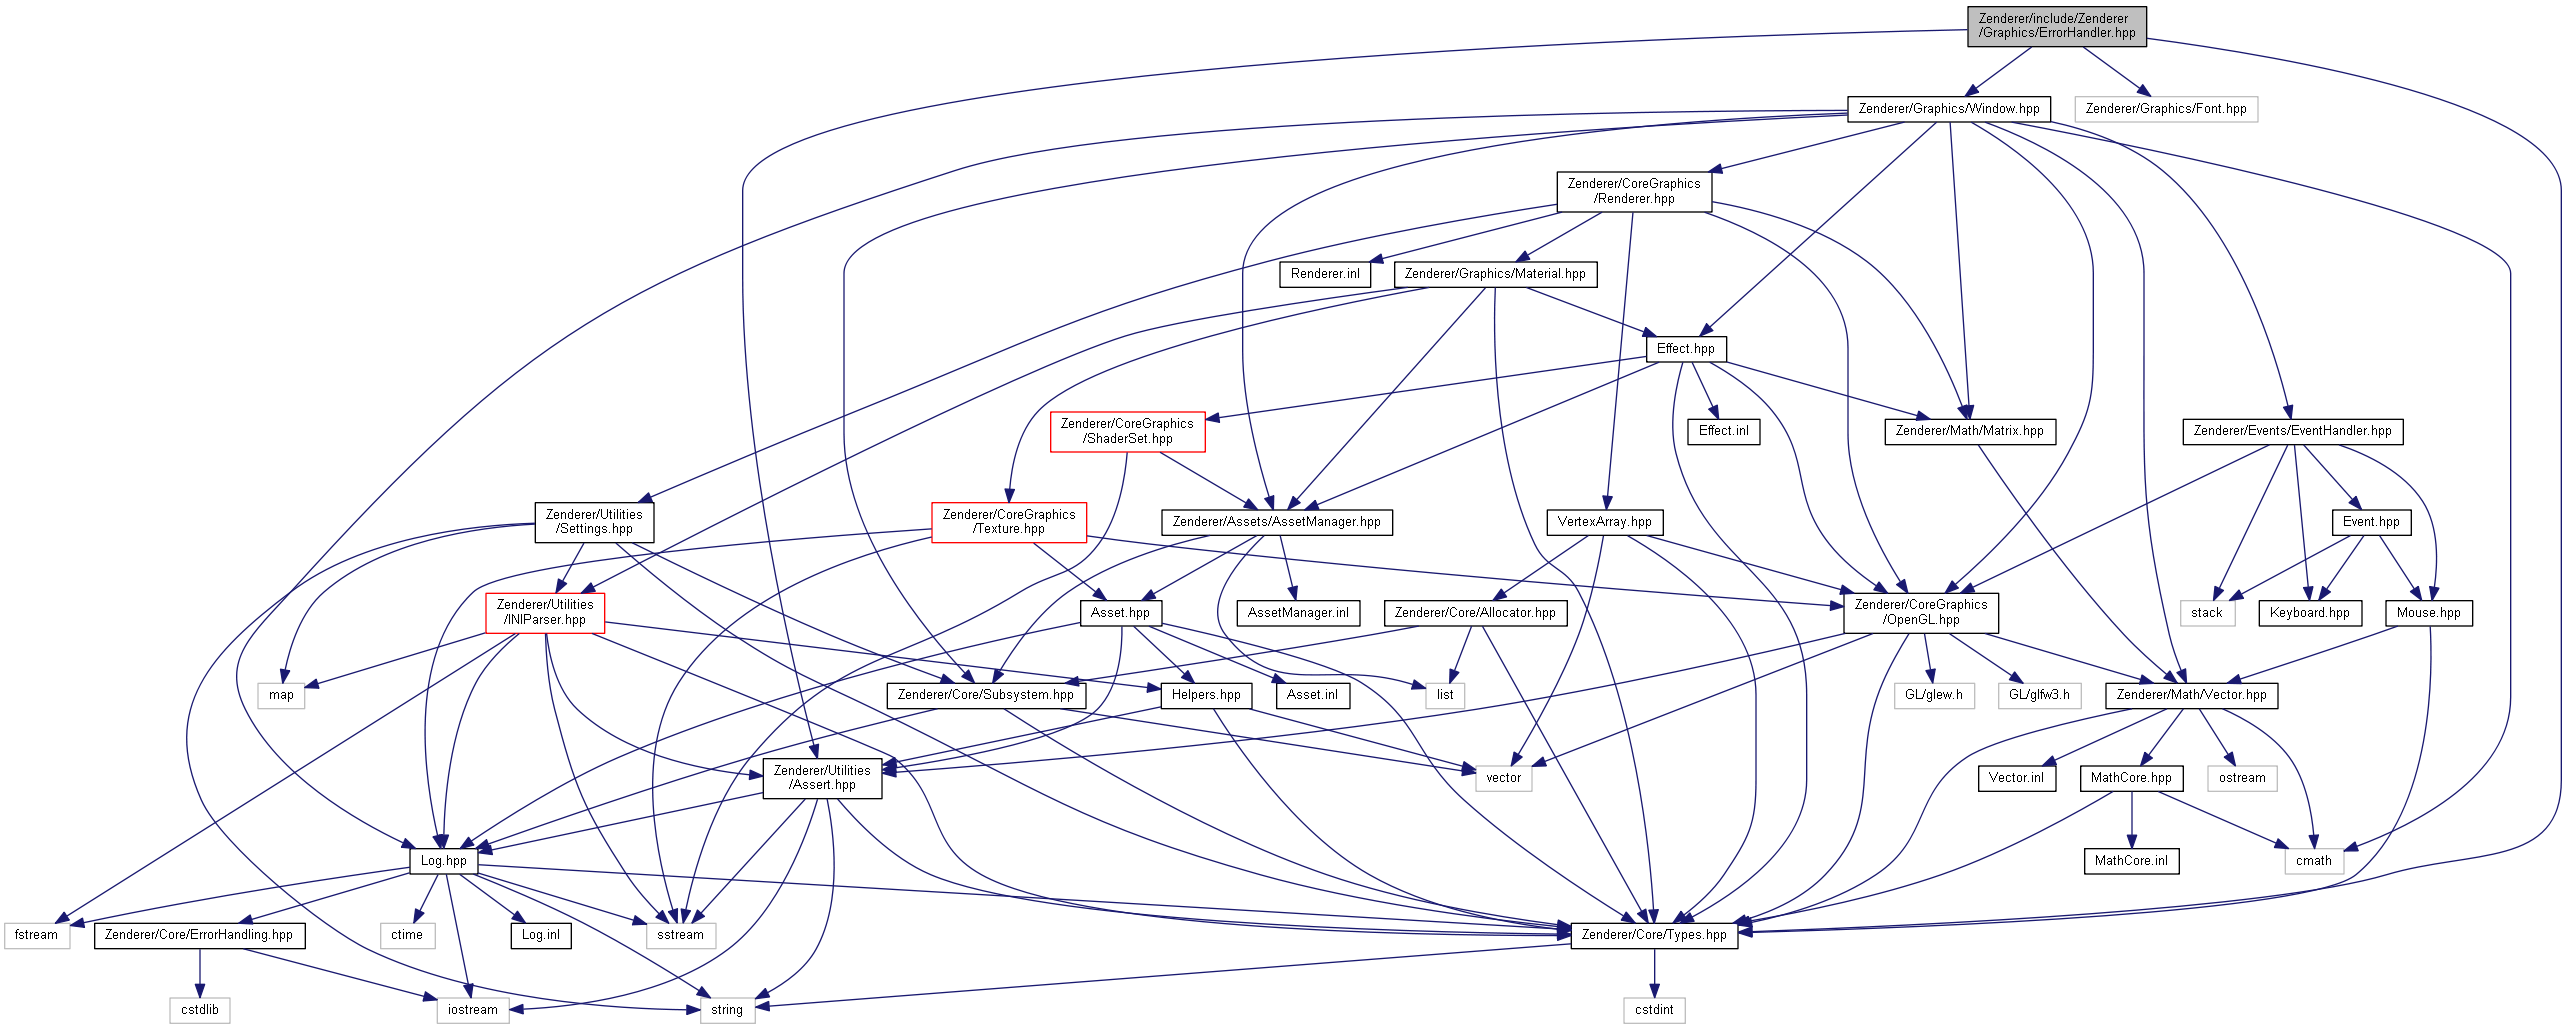 Zenderer/include/Zenderer
/Graphics/ErrorHandler.hpp
Zenderer/Graphics/Window.hpp
Zenderer/Graphics/Font.hpp
Zenderer/CoreGraphics
/Renderer.hpp
Renderer.inl
Zenderer/Graphics/Material.hpp
Effect.hpp
Zenderer/CoreGraphics
/ShaderSet.hpp
Effect.inl
Zenderer/Math/Matrix.hpp
Zenderer/Events/EventHandler.hpp
Zenderer/Utilities
/Settings.hpp
Zenderer/CoreGraphics
/Texture.hpp
Zenderer/Assets/AssetManager.hpp
VertexArray.hpp
Event.hpp
Zenderer/Utilities
/INIParser.hpp
Asset.hpp
AssetManager.inl
Zenderer/Core/Allocator.hpp
Zenderer/CoreGraphics
/OpenGL.hpp
stack
Keyboard.hpp
Mouse.hpp
map
Zenderer/Core/Subsystem.hpp
Helpers.hpp
Asset.inl
list
GL/glew.h
GL/glfw3.h
Zenderer/Math/Vector.hpp
Zenderer/Utilities
/Assert.hpp
vector
Vector.inl
MathCore.hpp
ostream
Log.hpp
MathCore.inl
cmath
fstream
Zenderer/Core/ErrorHandling.hpp
ctime
Log.inl
sstream
Zenderer/Core/Types.hpp
cstdlib
iostream
string
cstdint